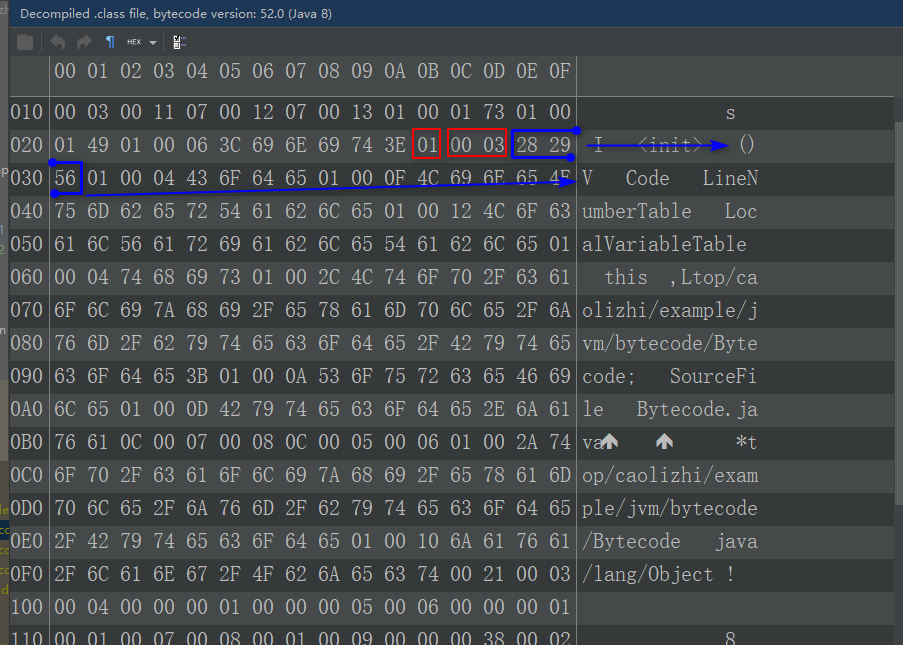 Decompiled .class file, bytecode version: 52.0 (Java 8)
HEX
00 01 02 03 04 05 06 07 08 09 0A 0B 0C 0D 0E 0F
010 00 03 00 11 07 00 12 07 00 13 01 00 01 73 01 00 s
020 01 49 01 00 06 3C 69 6E 69 74 3E 01 00 03 28 29 I <init> ()
030 56 01 00 04 43 6F 64 65 01 00 0F 4C 69 6E 65 4E V Code LineN
040 75 6D 62 65 72 54 61 62 6C 65 01 00 12 4C 6F 63 umberTable Loc
050 61 6C 56 61 72 69 61 62 6C 65 54 61 62 6C 65 01 alVariableTable
060 00 04 74 68 69 73 01 00 2C 4C 74 6F 70 2F 63 61 this ,Ltop/ca
070 6F 6C 69 7A 68 69 2F 65 78 61 6D 70 6C 65 2F 6A olizhi/example/j
080 76 6D 2F 62 79 74 65 63 6F 64 65 2F 42 79 74 65 vm/bytecode/Byte
090 63 6F 64 65 3B 01 00 0A 53 6F 75 72 63 65 46 69 code; SourceFi
0A0 6C 65 01 00 0D 42 79 74 65 63 6F 64 65 2E 6A 61 le Bytecode.ja
0B0 76 61 0C 00 07 00 08 0C 00 05 00 06 01 00 2A 74 va *t
0C0 6F 70 2F 63 61 6F 6C 69 7A 68 69 2F 65 78 61 6D op/caolizhi/exam
0D0 70 6C 65 2F 6A 76 6D 2F 62 79 74 65 63 6F 64 65 ple/jvm/bytecode
0E0 2F 42 79 74 65 63 6F 64 65 01 00 10 6A 61 76 61 /Bytecode java
0F0 2F 6C 61 6E 67 2F 4F 62 6A 65 63 74 00 21 00 03 /lang/Object !
100 00 04 00 00 00 01 00 00 00 05 00 06 00 00 00 01
110 00 01 00 07 00 08 00 01 00 09 00 00 00 38 00 02 8